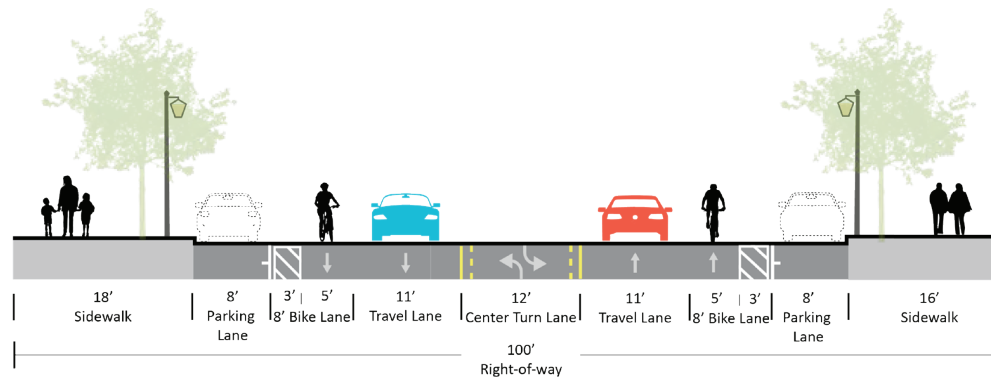 18’ 8’ 3’ 5’ 11’ 12’ 11’ 5’ 3’ 8’ 16’
Sidewalk Parking 8’ Bike Lane Travel Lane Center Turn Lane Travel Lane 8’ Bike Lane Parking Sidewalk
Lane Lane
100’
Right-of-way